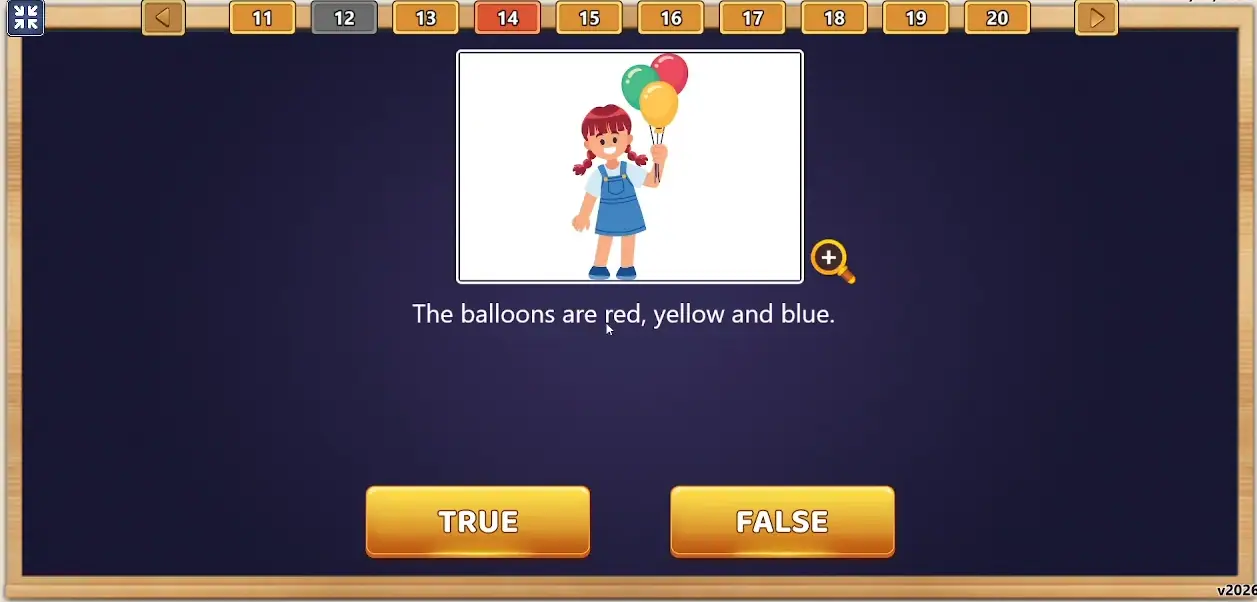 11 12 13 14 15 16 17 18 19 20
The balloons are red, yellow and blue.
TRUE FALSE
v2026